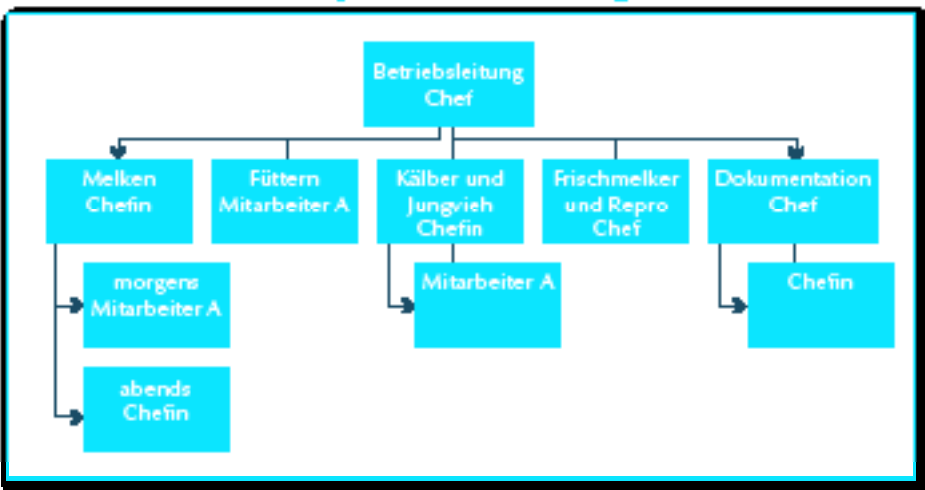 Betriebsleitung
Chef
Melken
Chefin
Füttern
Mitarbeiter A
Kälber und
Jungvieh
Chefin
Frischmelker
und Repro
Chef
Dokumentation
Chef
morgens
Mitarbeiter A
Mitarbeiter A
Chefin
abends
Chefin